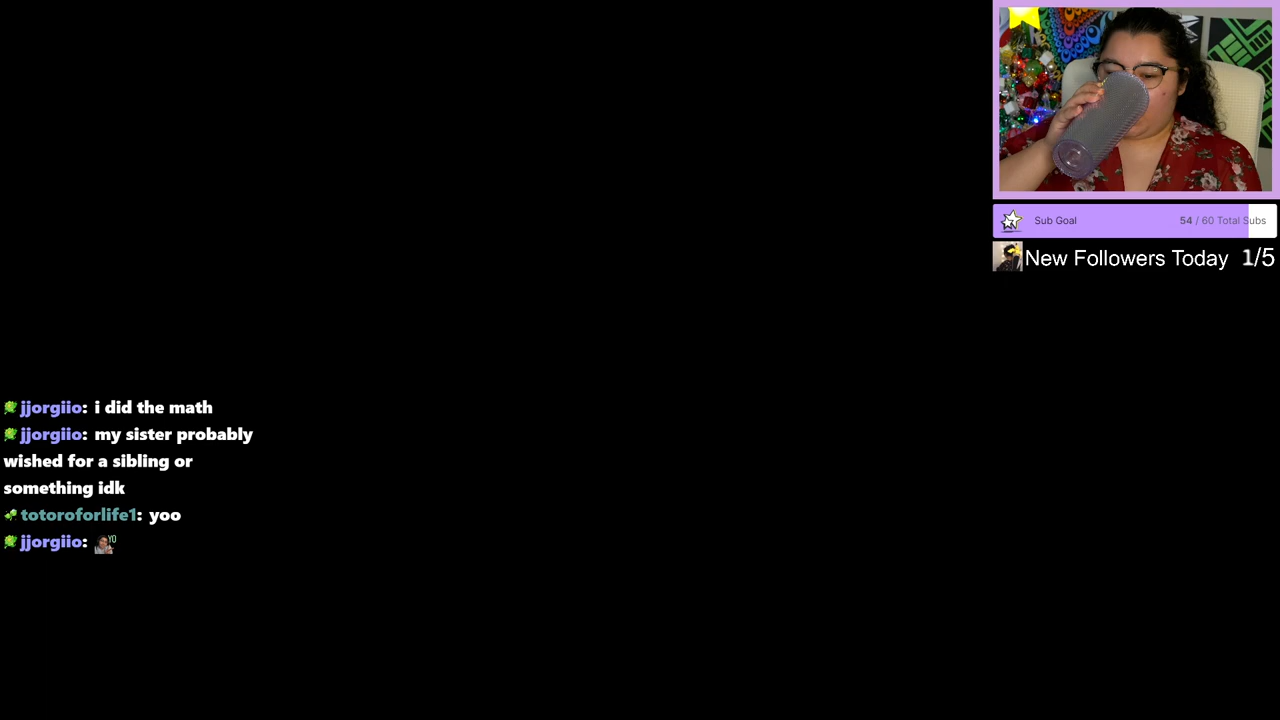 Sub Goal 54 / 60 Total Subs
New Followers Today 1/5
jjorgiio: i did the math
jjorgiio: my sister probably
wished for a sibling or
something idk
totoroforlife1: yoo
jjorgiio: YO